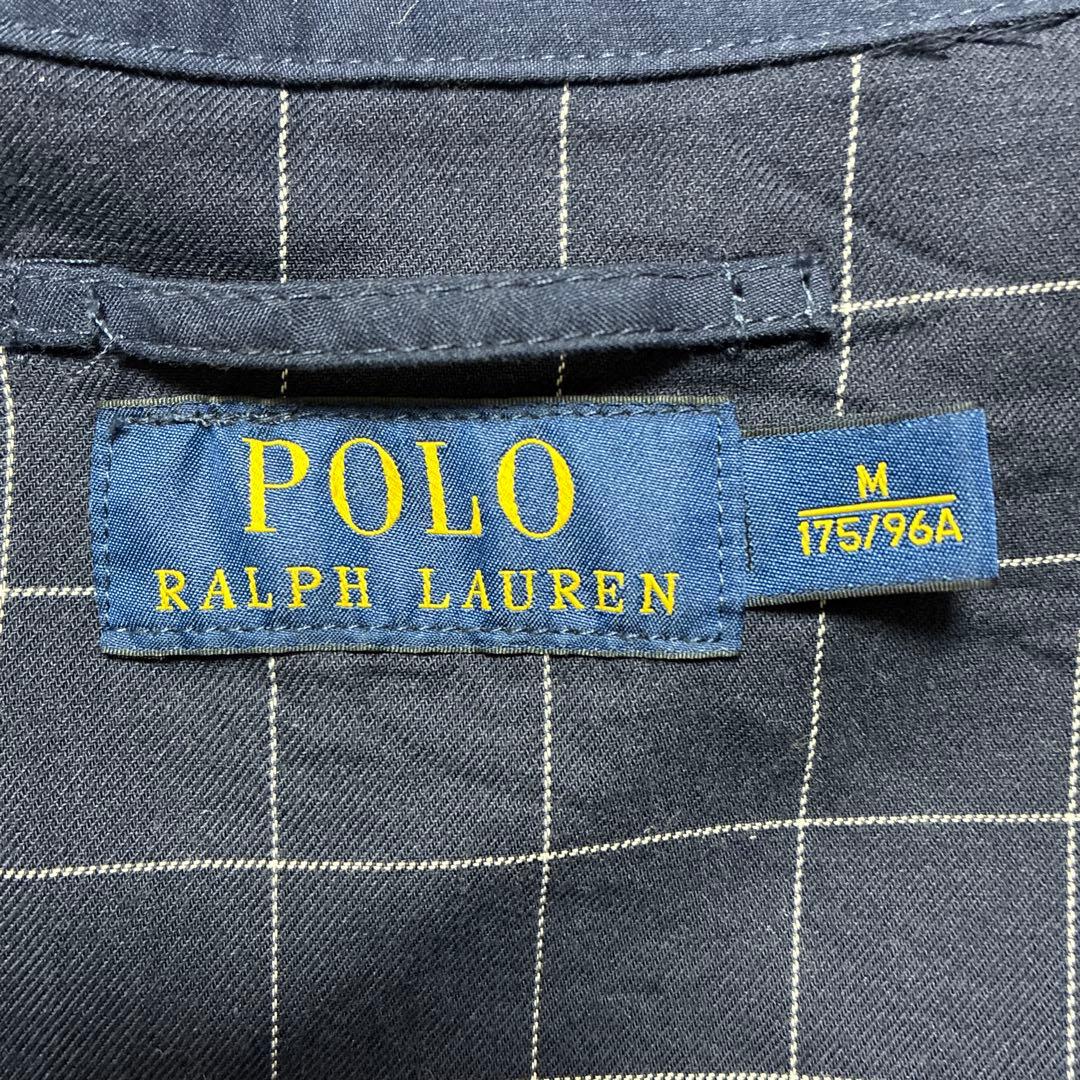 POLO
RALPH LAUREN
M
175/96A